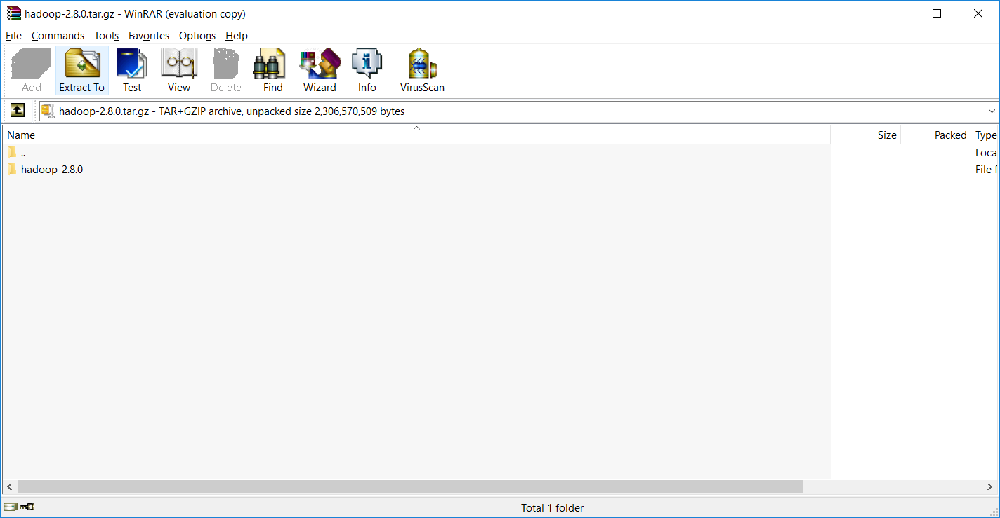 hadoop-2.8.0.tar.gz - WinRAR (evaluation copy)
File Commands Tools Favorites Options Help
Add Extract To Test View Delete Find Wizard Info VirusScan
hadoop-2.8.0.tar.gz - TAR+GZIP archive, unpacked size 2,306,570,509 bytes
Name Size Packed Type
.. Loca
hadoop-2.8.0 File f
Total 1 folder